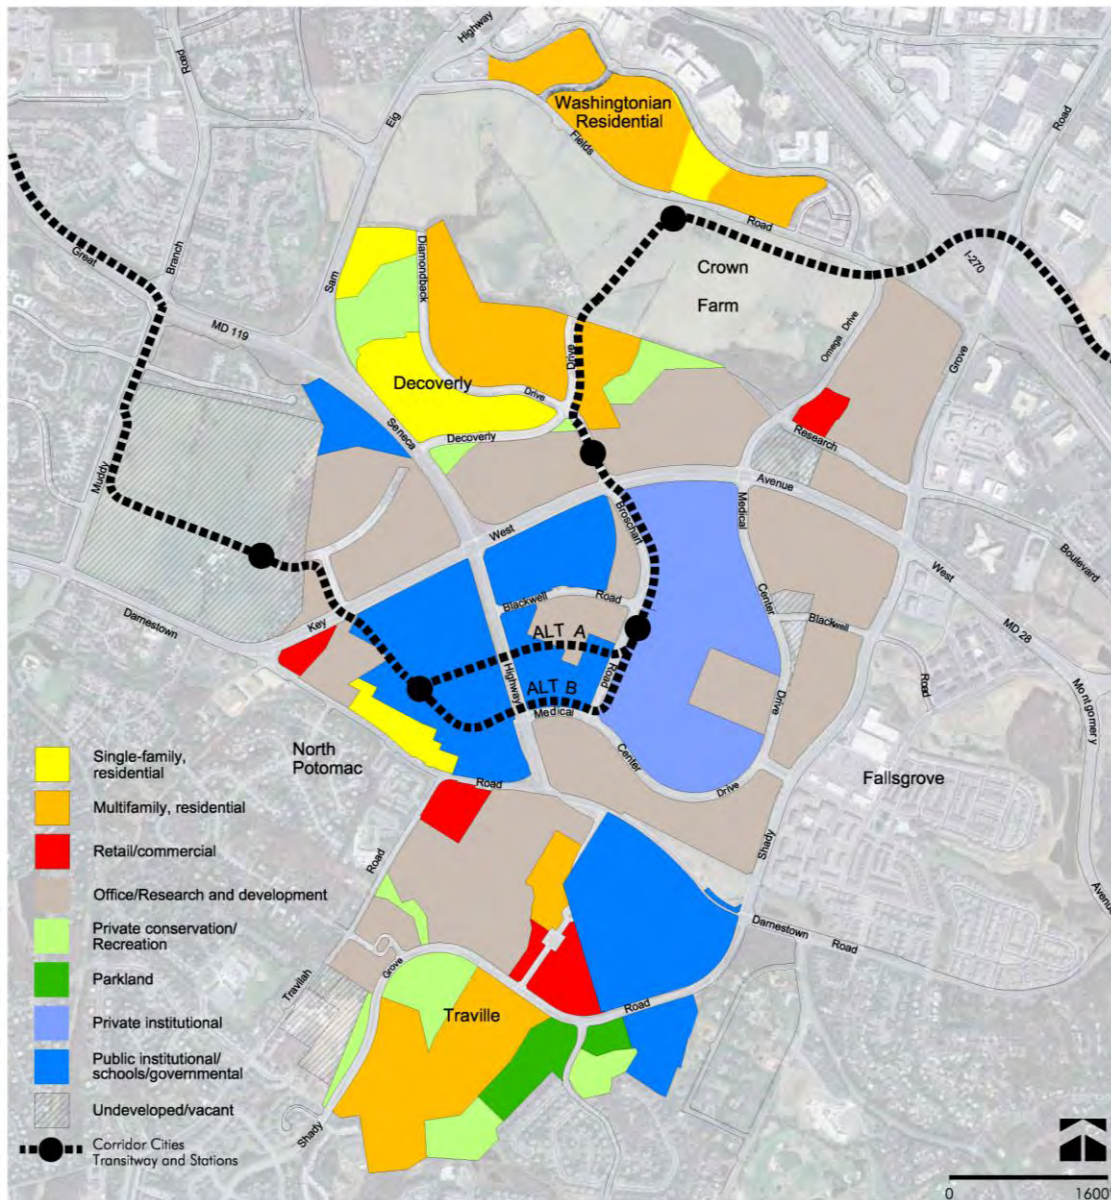 Highway
Road
Road
Eig
Washingtonian
Residential
Fields
Road
Great
Branch
Sam
Diamondback
Crown
Farm
I-270
MD 119
Drive
Omega Drive
Grove
Decoverly
Drive
Decoverly
Seneca
Research
Muddy
Avenue
West
Broschart
Medical
Boulevard
West
Blackwell
Road
Center
Blackwell
MD 28
Darnestown
Key
ALT A
Highway
Road
ALT B
Medical
Road
Drive
Montgomery
North
Potomac
Center
Drive
Fallsgrove
Road
Shady
Road
Avenue
Darnestown
Road
Grove
Travilah
Road
Traville
Shady
Single-family,
residential
Multifamily, residential
Retail/commercial
Office/Research and development
Private conservation/
Recreation
Parkland
Private institutional
Public institutional/
schools/governmental
Undeveloped/vacant
Corridor Cities
Transitway and Stations
0 1600'